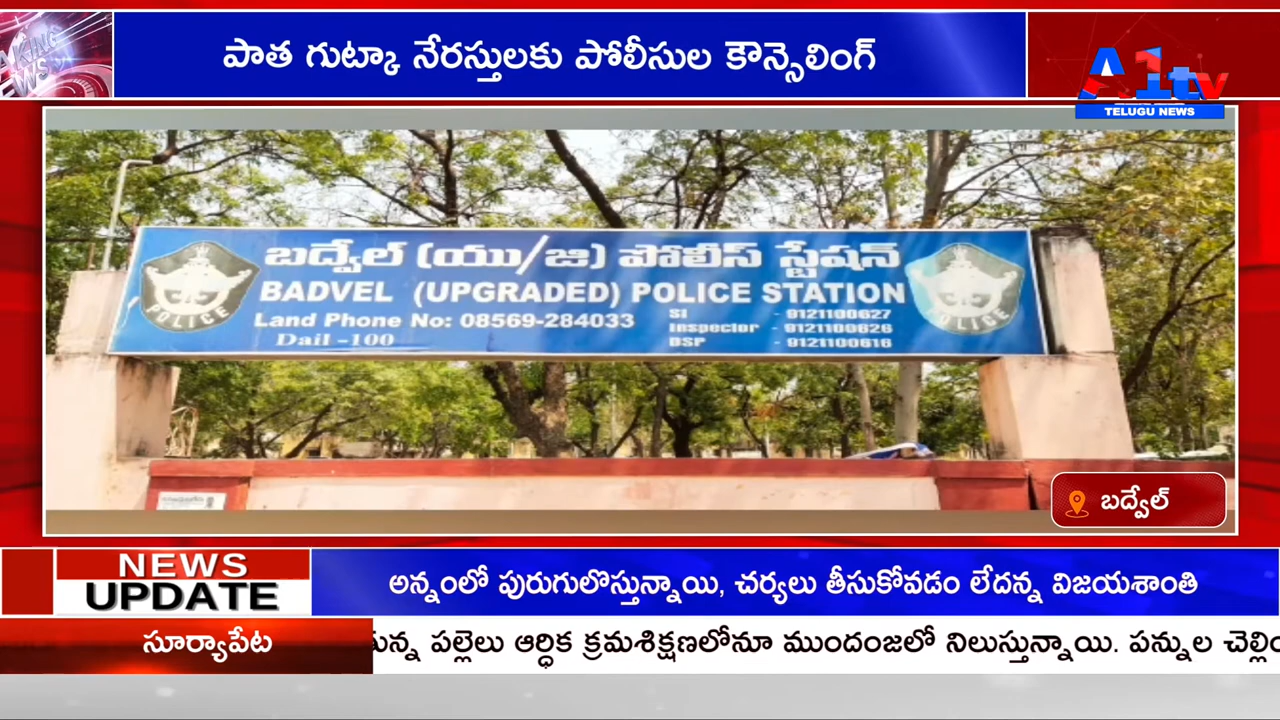 పాత గుట్కా నేరస్తులకు పోలీసుల కౌన్సెలింగ్
A1tv
TELUGU NEWS
బద్వేల్ (యు/జి) పోలీస్ స్టేషన్
BADVEL (UPGRADED) POLICE STATION
Land Phone No: 08569-284033
Dail -100
SI - 9121100627
Inspector - 9121100626
DSP - 9121100616
POLICE
POLICE
బద్వేల్
NEWS
UPDATE
అన్నంలో పురుగులొస్తున్నాయి, చర్యలు తీసుకోవడం లేదన్న విజయశాంతి
సూర్యాపేట
పల్లెలు ఆర్ధిక క్రమశిక్షణలోనూ ముందంజలో నిలుస్తున్నాయి. పన్నుల